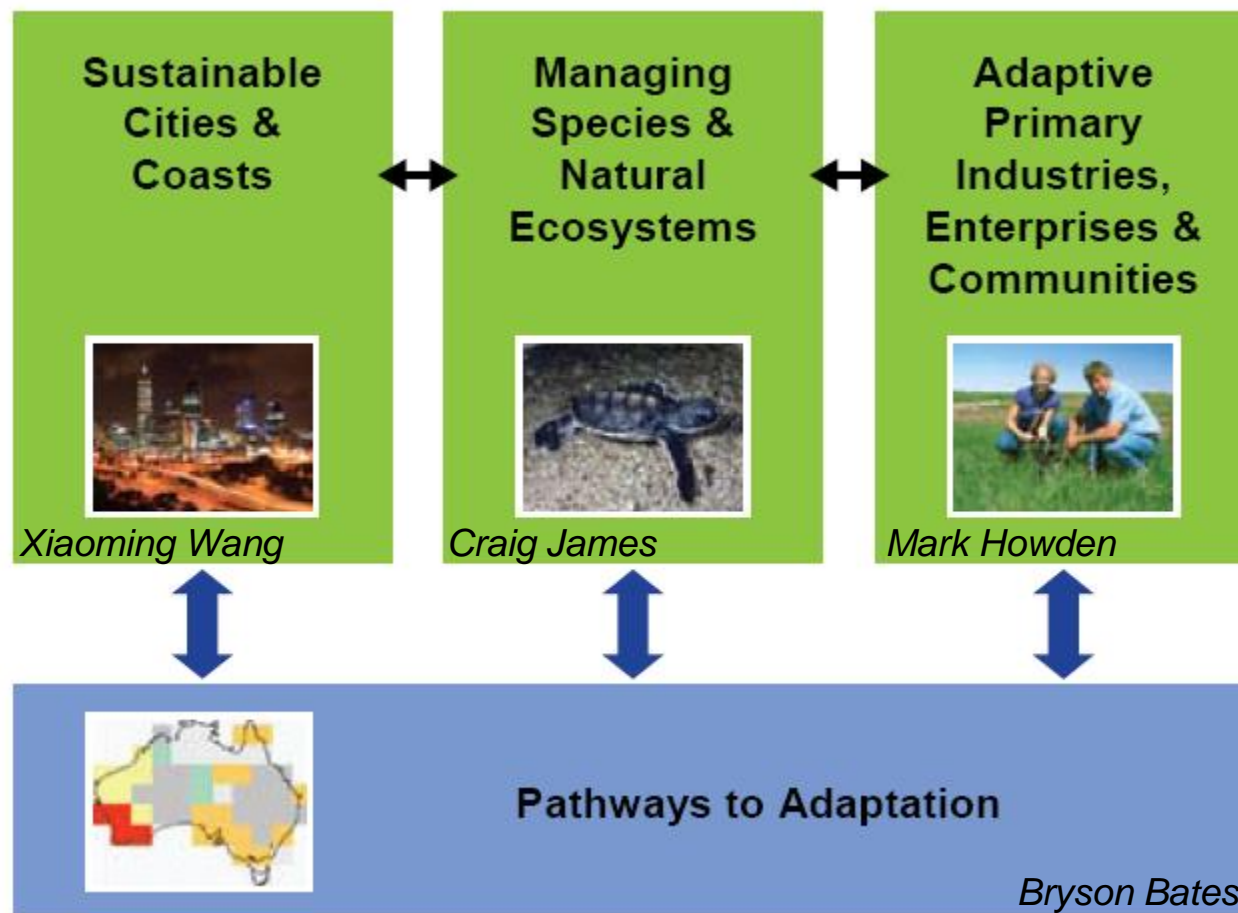 Sustainable
Cities &
Coasts
Xiaoming Wang
Managing
Species &
Natural
Ecosystems
Craig James
Adaptive
Primary
Industries,
Enterprises &
Communities
Mark Howden
Pathways to Adaptation
Bryson Bates